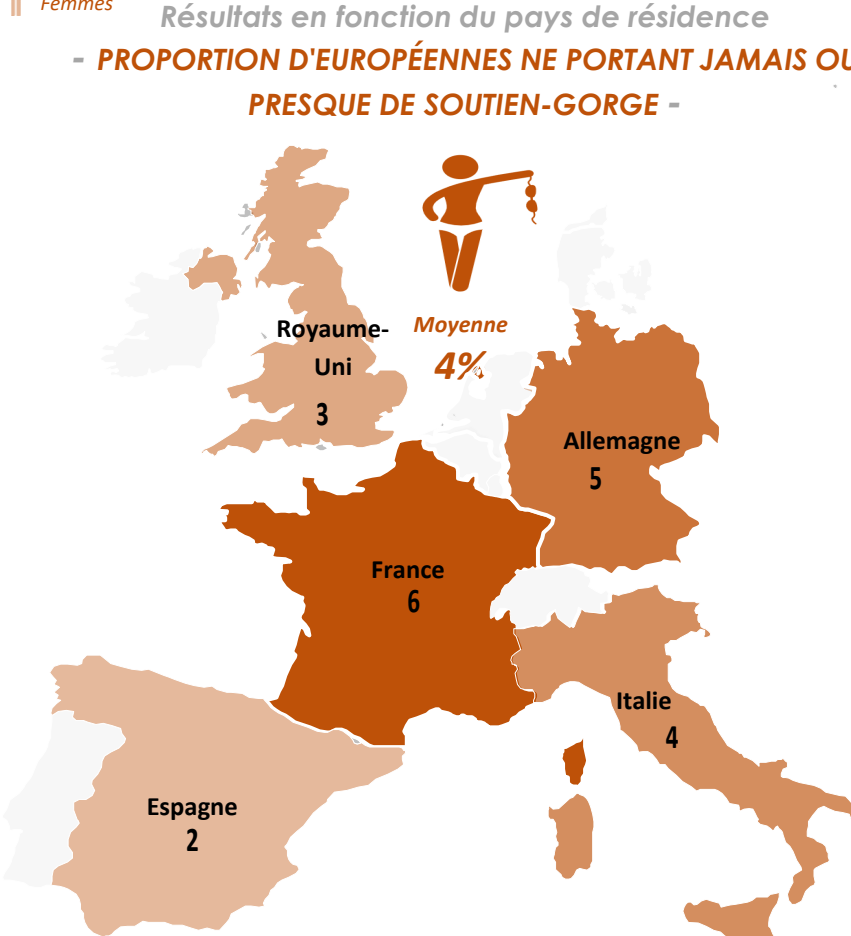 Femmes
Résultats en fonction du pays de résidence
- PROPORTION D'EUROPÉENNES NE PORTANT JAMAIS OU
PRESQUE DE SOUTIEN-GORGE -
Royaume-
Uni
3
Moyenne
4%
Allemagne
5
France
6
Italie
4
Espagne
2